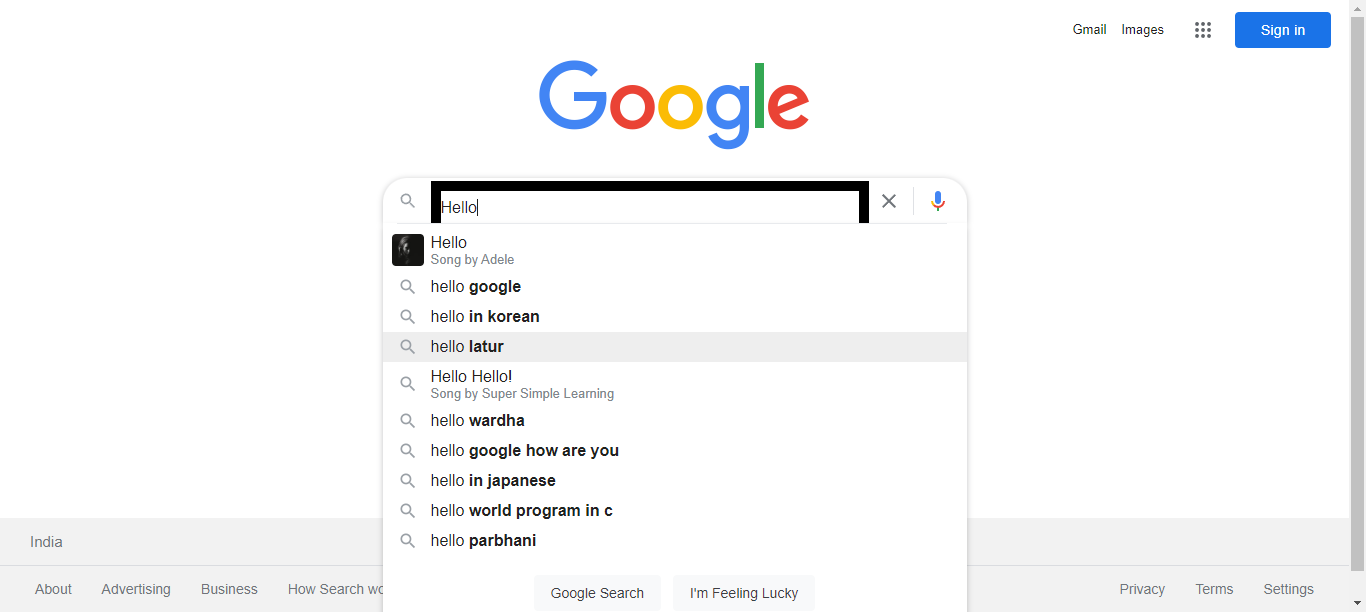 Gmail Images Sign in
Google
Hello
Hello
Song by Adele
hello google
hello in korean
hello latur
Hello Hello!
Song by Super Simple Learning
hello wardha
hello google how are you
hello in japanese
hello world program in c
hello parbhani
Google Search I'm Feeling Lucky
India
About Advertising Business How Search Privacy Terms Settings